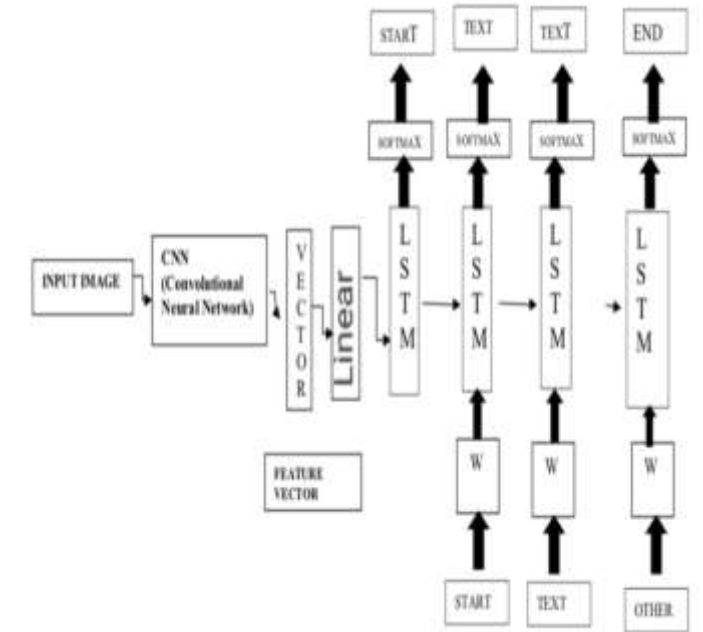 STARТ
TEXT
TEXT
END
SOFTMAX
SOFTMAX
SOFTMAX
SOFTMAX
INPUT IMAGE
CNN
(Convolutional
Neural Network)
VECTOR
Linear
LSTM
LSTM
LSTM
LSTM
FEATURE
VECTOR
W
W
W
START
TEXT
OTHER